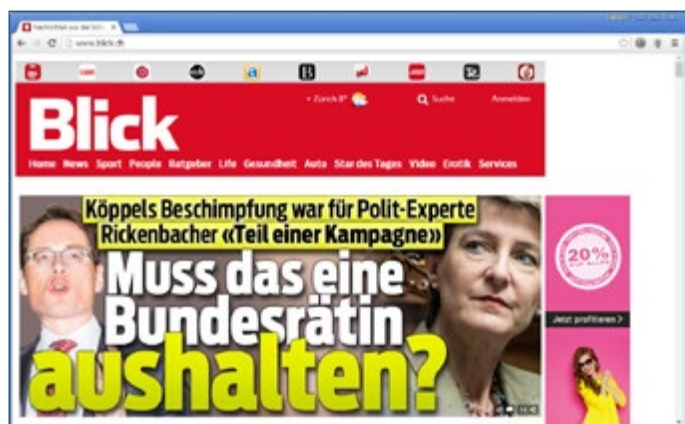 www.blick.ch
Zürich 8°
Suche
Anmelden
Blick
Home News Sport People Ratgeber Life Gesundheit Auto Star des Tages Video Erotik Services
Köppels Beschimpfung war für Polit-Experte
Rickenbacher «Teil einer Kampagne»
Muss das eine
Bundesrätin
aushalten?
20%
Jetzt profitieren >